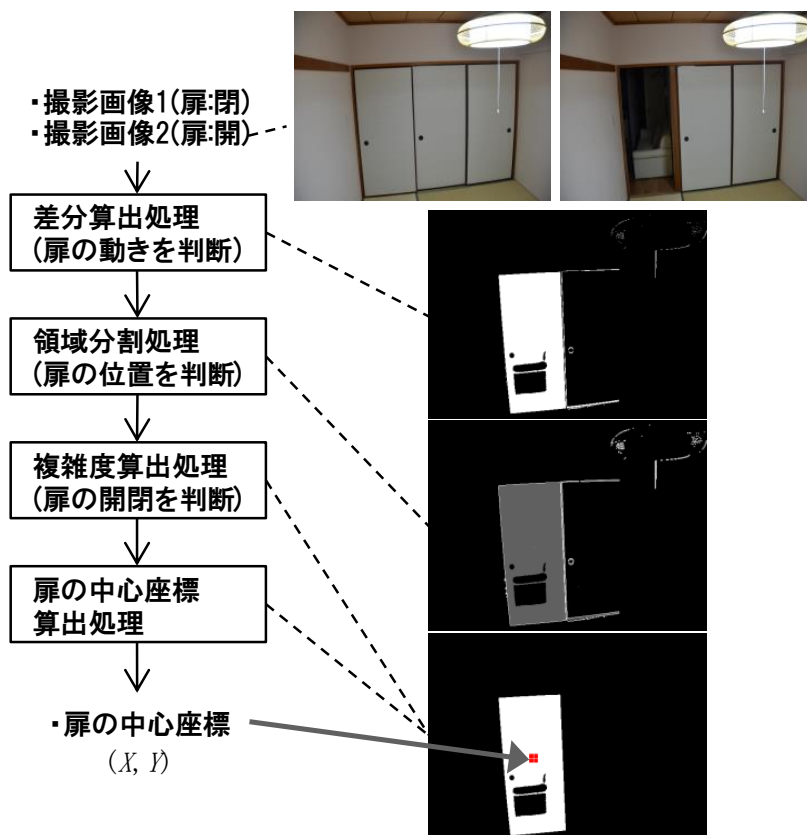 ・撮影画像1(扉:閉)
・撮影画像2(扉:開)
差分算出処理
(扉の動きを判断)
領域分割処理
(扉の位置を判断)
複雑度算出処理
(扉の開閉を判断)
扉の中心座標
算出処理
・扉の中心座標
(X, Y)